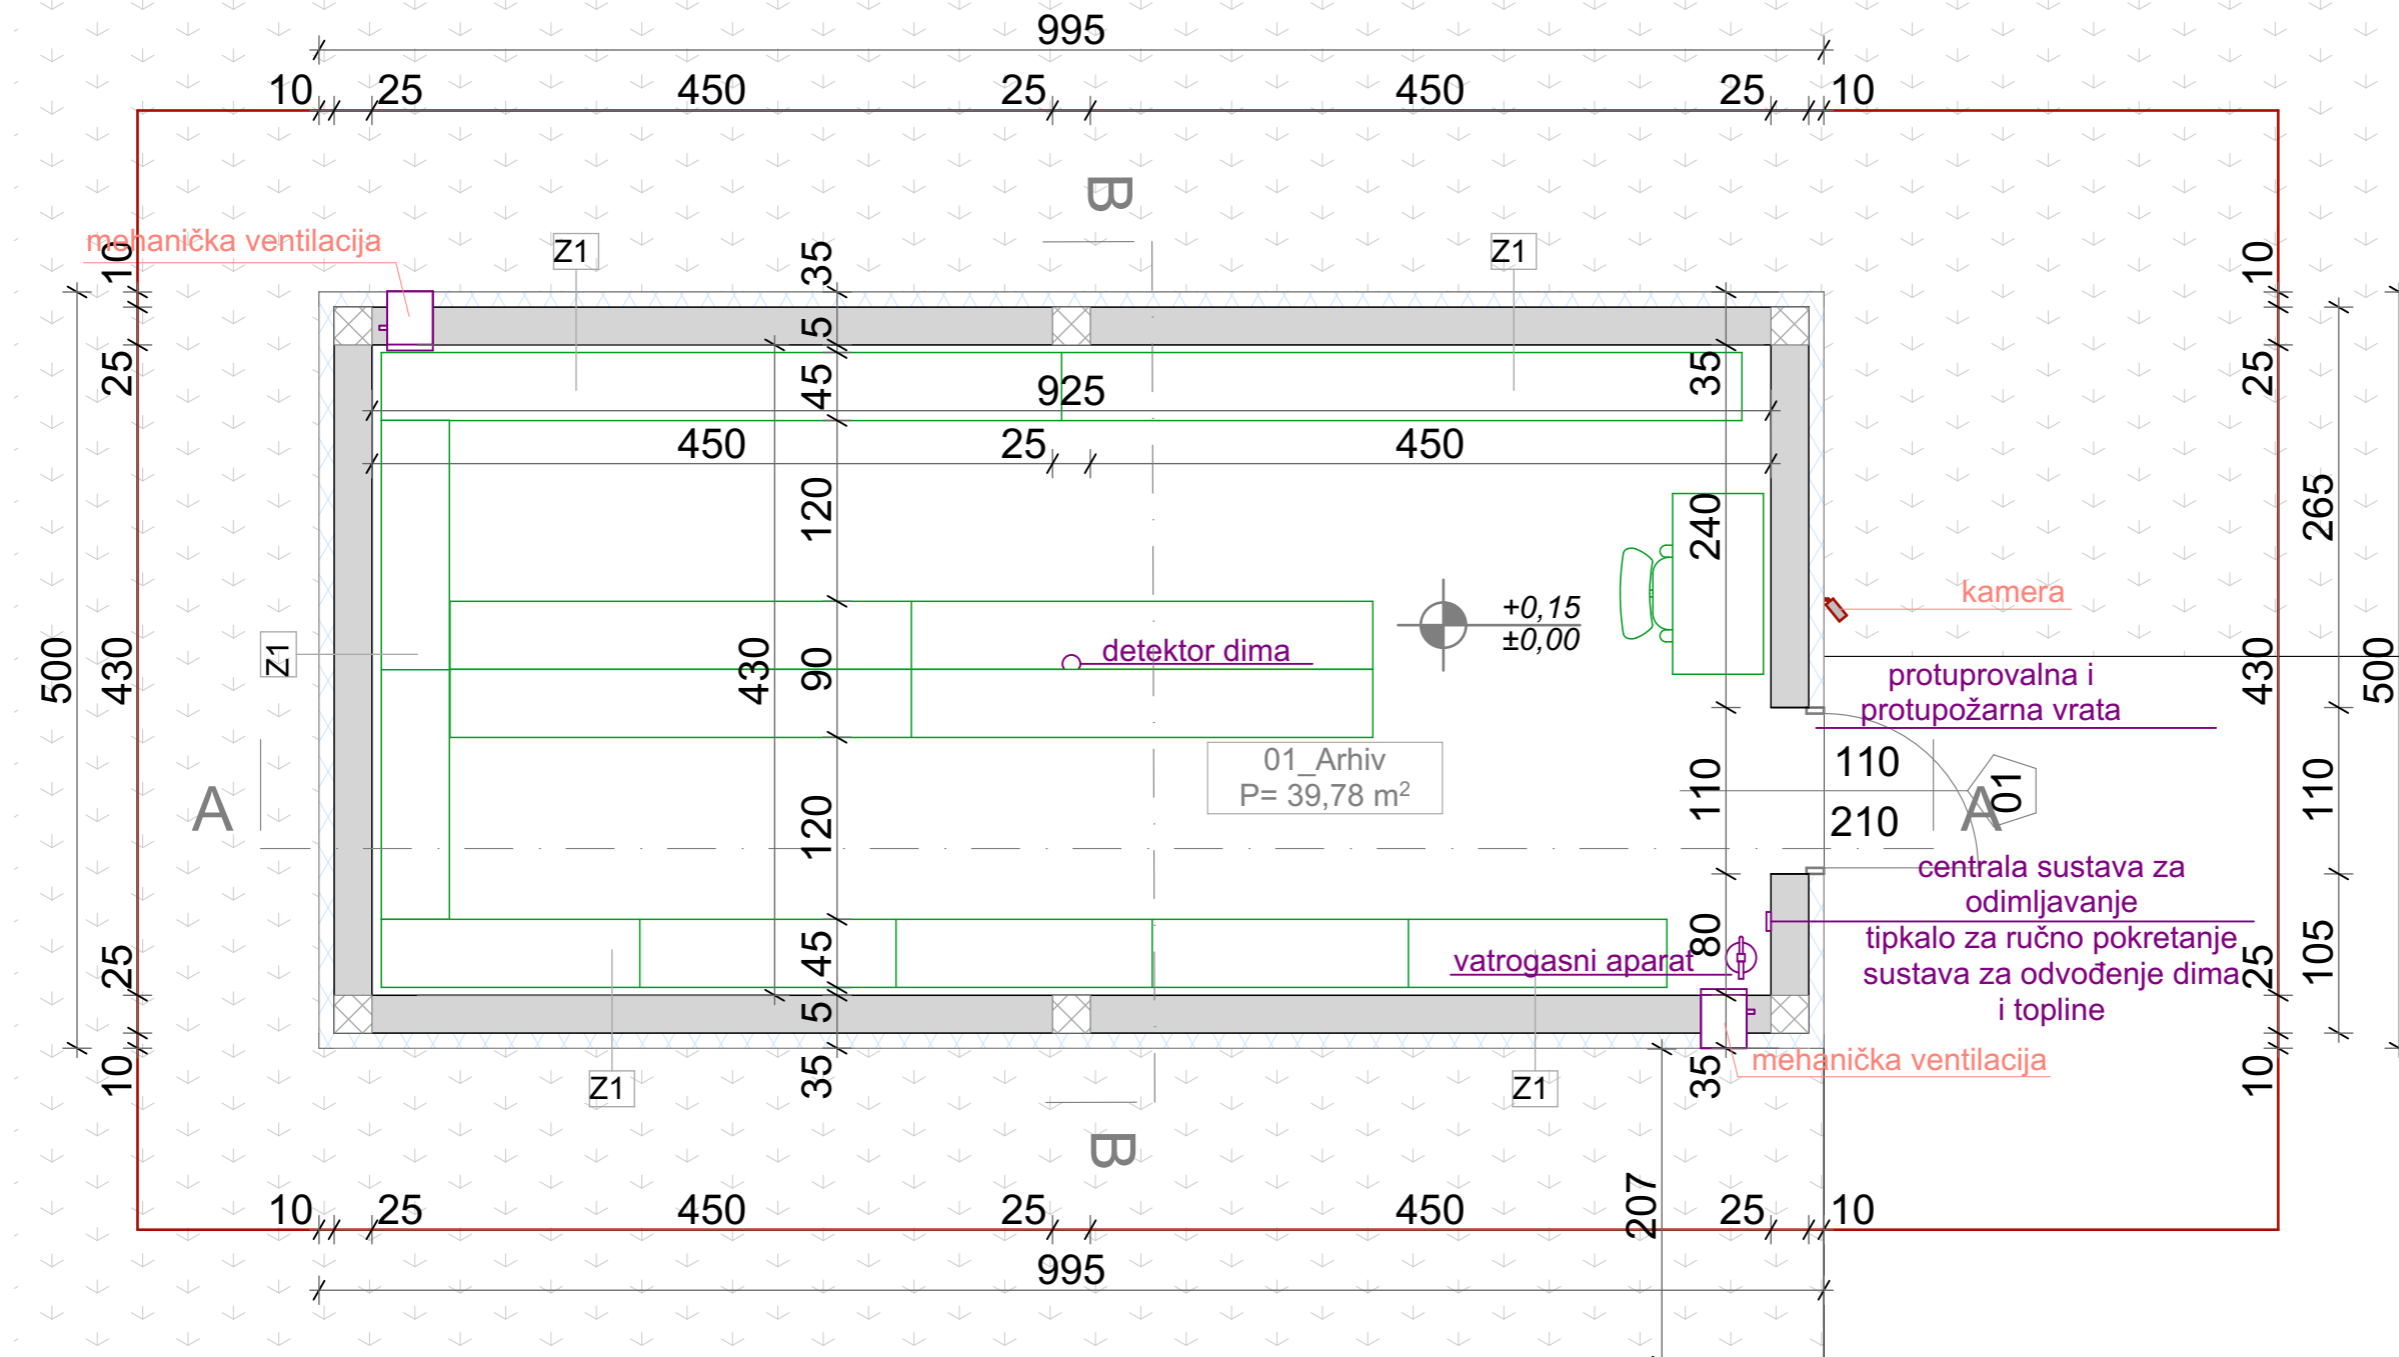 995
10 25 450 25 450 25 10
B
mehanička ventilacija
Z1
Z1
35
10
10
5
25
35
25
45
925
450 25 450
120
240
265
+0,15
±0,00
kamera
detektor dima
Z1
500
430
430
90
430
500
protuprovalna i
protupožarna vrata
01_Arhiv
P= 39,78 m²
110
110
01
110
A
A
120
210
centrala sustava za
odimljavanje
tipkalo za ručno pokretanje
sustava za odvođenje dima
i topline
vatrogasni aparat
80
45
25
25
105
5
mehanička ventilacija
35
35
10
10
Z1
Z1
B
207
10 25 450 25 450 25 10
995